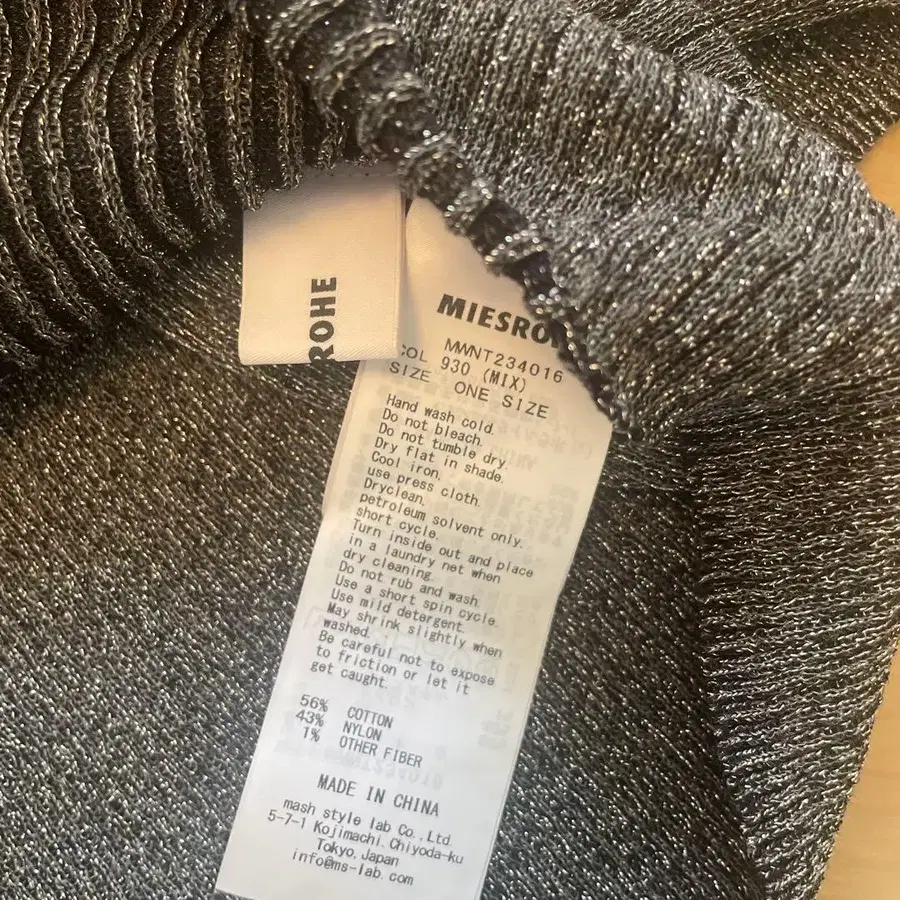 ROHE
MIESRO
MWNT234016
COL 930 (MIX)
SIZE ONE SIZE
Hand wash cold.
Do not bleach.
Do not tumble dry.
Dry flat in shade.
Cool iron,
use press cloth.
Dryclean,
petroleum solvent only.
short cycle.
Turn inside out and place
in a laundry net when
dry cleaning.
Do not rub and wash.
Use a short spin cycle.
Use mild detergent.
May shrink slightly when
washed.
Be careful not to expose
to friction or let it
get caught.
56% COTTON
43% NYLON
1% OTHER FIBER
MADE IN CHINA
mash style lab Co.,Ltd.
5-7-1 Kojimachi,Chiyoda-ku
Tokyo,Japan
info@ms-lab.com